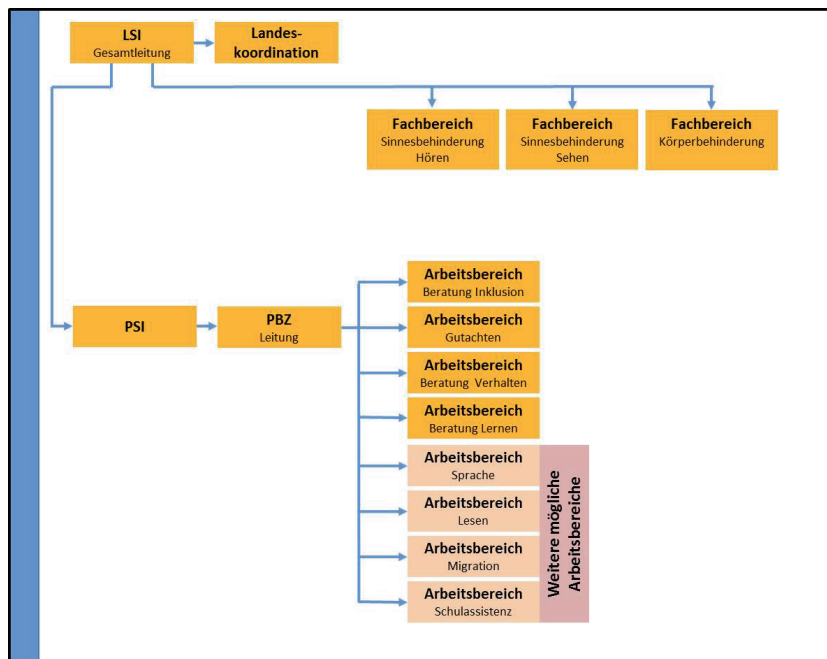 LSI
Gesamtleitung
Landes-
koordination
Fachbereich
Sinnesbehinderung
Hören
Fachbereich
Sinnesbehinderung
Sehen
Fachbereich
Körperbehinderung
PSI
PBZ
Leitung
Arbeitsbereich
Beratung Inklusion
Arbeitsbereich
Gutachten
Arbeitsbereich
Beratung Verhalten
Arbeitsbereich
Beratung Lernen
Arbeitsbereich
Sprache
Arbeitsbereich
Lesen
Arbeitsbereich
Migration
Arbeitsbereich
Schulassistenz
Weitere mögliche
Arbeitsbereiche